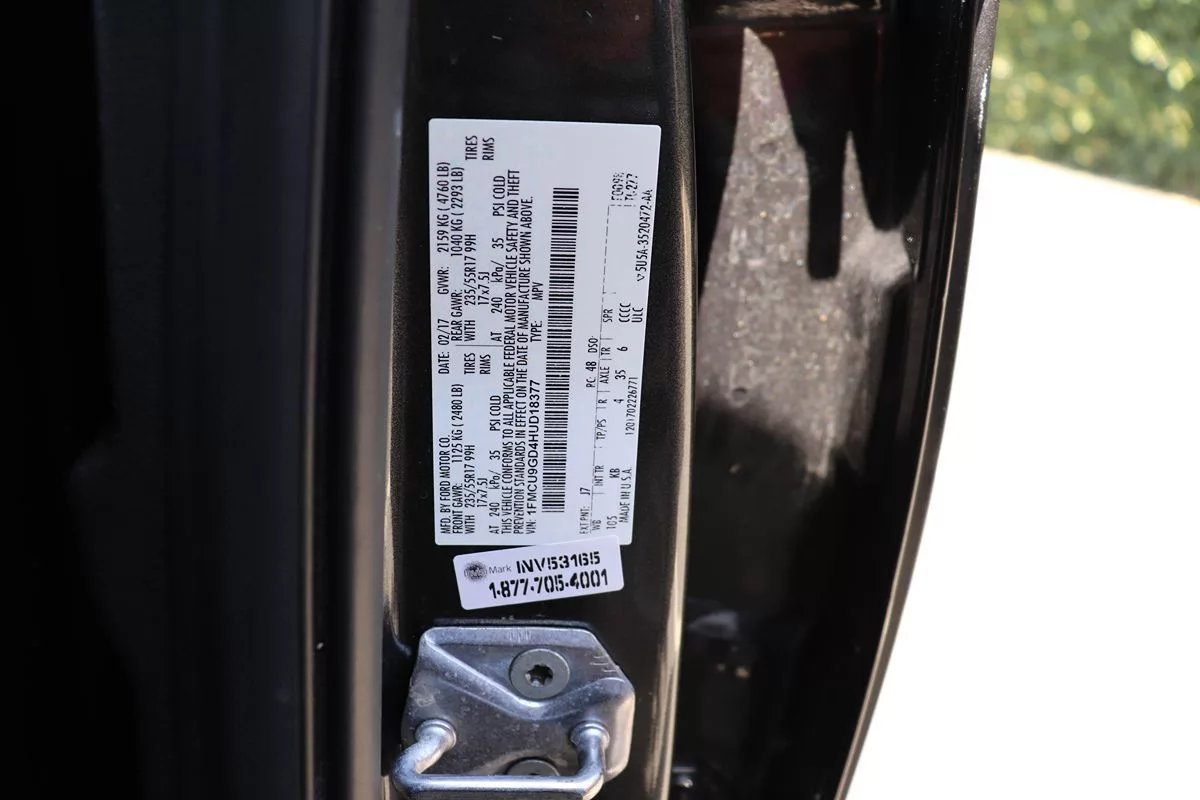 MFD. BY FORD MOTOR CO. DATE: 02/17 GVWR: 2159 KG ( 4760 LB)
FRONT GAWR: 1125 KG ( 2480 LB) REAR GAWR: 1040 KG ( 2293 LB)
WITH 235/55R17 99H TIRES WITH 235/55R17 99H TIRES
17x7.5J RIMS 17x7.5J RIMS
AT 240 kPa/ 35 PSI COLD AT 240 kPa/ 35 PSI COLD
THIS VEHICLE CONFORMS TO ALL APPLICABLE FEDERAL MOTOR VEHICLE SAFETY AND THEFT
PREVENTION STANDARDS IN EFFECT ON THE DATE OF MANUFACTURE SHOWN ABOVE.
VIN: 1FMCU9GD4HUD18377 TYPE: MPV
EXT PNT: J7 PC: 48 DSO:
WB INT TR TP/PS R AXLE TR SPR
105 KB 4 35 6 CCCC
MADE IN U.S.A. 1201702226771 ULC
5U5A-3520472-AA
Mark INV53165
1-877-705-4001